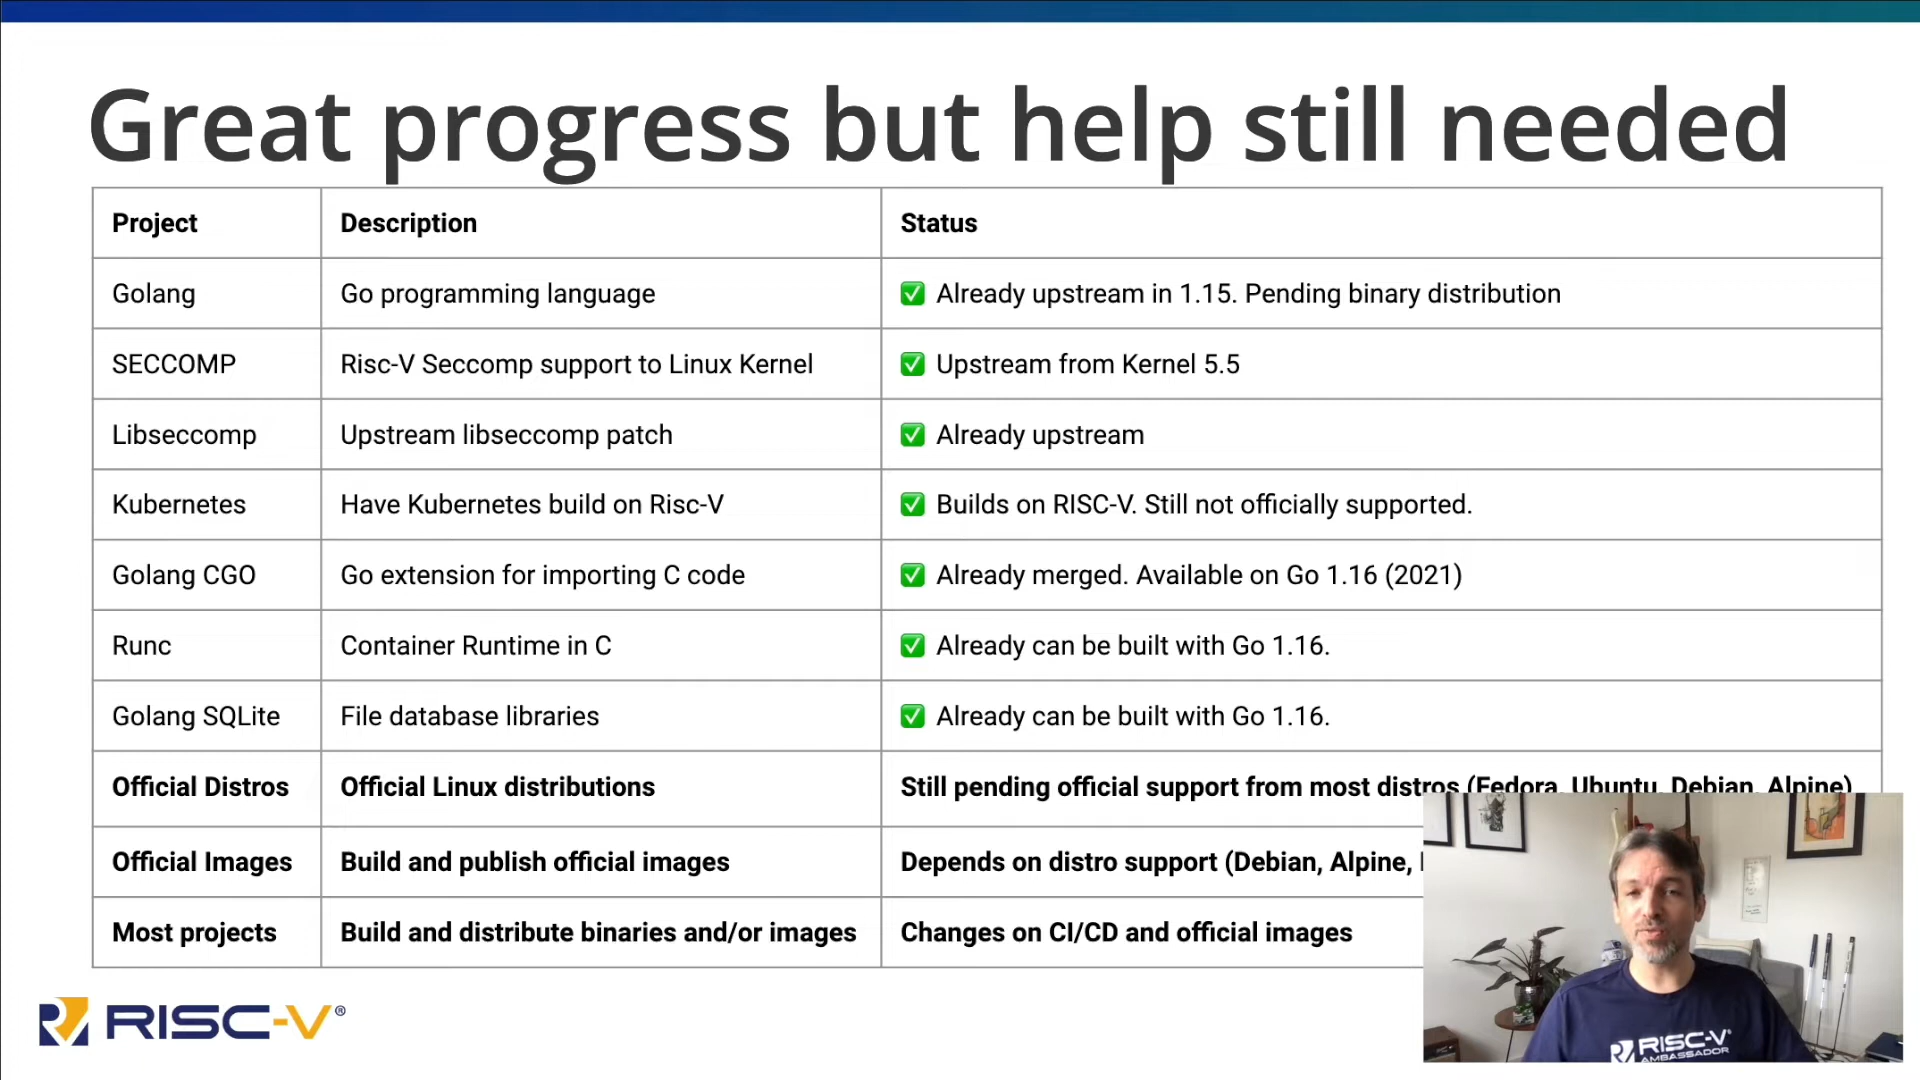 Great progress but help still needed
Project Description Status
Golang Go programming language ✅ Already upstream in 1.15. Pending binary distribution
SECCOMP Risc-V Seccomp support to Linux Kernel ✅ Upstream from Kernel 5.5
Libseccomp Upstream libseccomp patch ✅ Already upstream
Kubernetes Have Kubernetes build on Risc-V ✅ Builds on RISC-V. Still not officially supported.
Golang CGO Go extension for importing C code ✅ Already merged. Available on Go 1.16 (2021)
Runc Container Runtime in C ✅ Already can be built with Go 1.16.
Golang SQLite File database libraries ✅ Already can be built with Go 1.16.
Official Distros Official Linux distributions Still pending official support from most distros (Fedora, Ubuntu, Debian, Alpine)
Official Images Build and publish official images Depends on distro support (Debian, Alpine,
Most projects Build and distribute binaries and/or images Changes on CI/CD and official images
RISC-V®
RISC-V®
AMBASSADOR